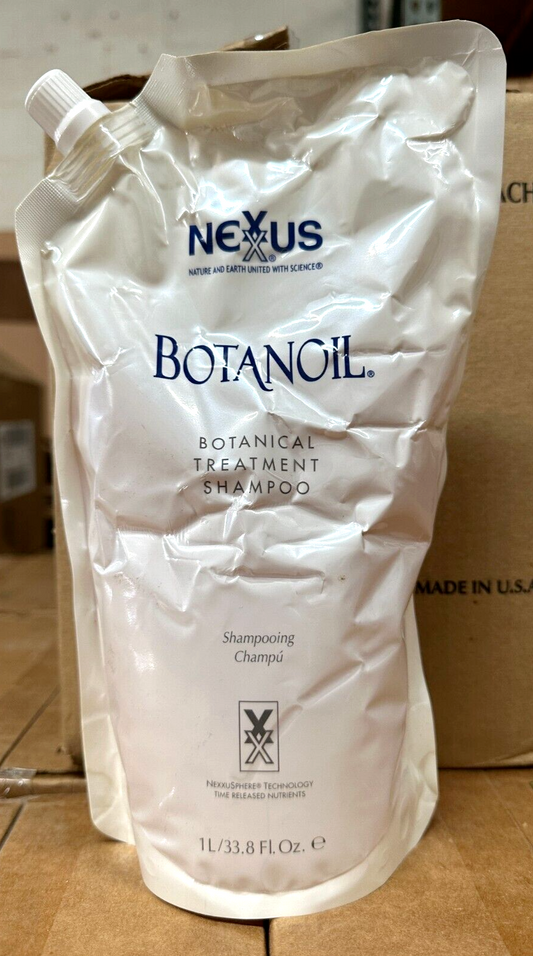 NEXXUS®
NATURE AND EARTH UNITED WITH SCIENCE®
BOTANOIL®
BOTANICAL
TREATMENT
SHAMPOO
Shampooing
Champú
NEXXUSPHERE® TECHNOLOGY
TIME RELEASED NUTRIENTS
1L/33.8 FL.OZ. ℮
MADE IN U.S.A